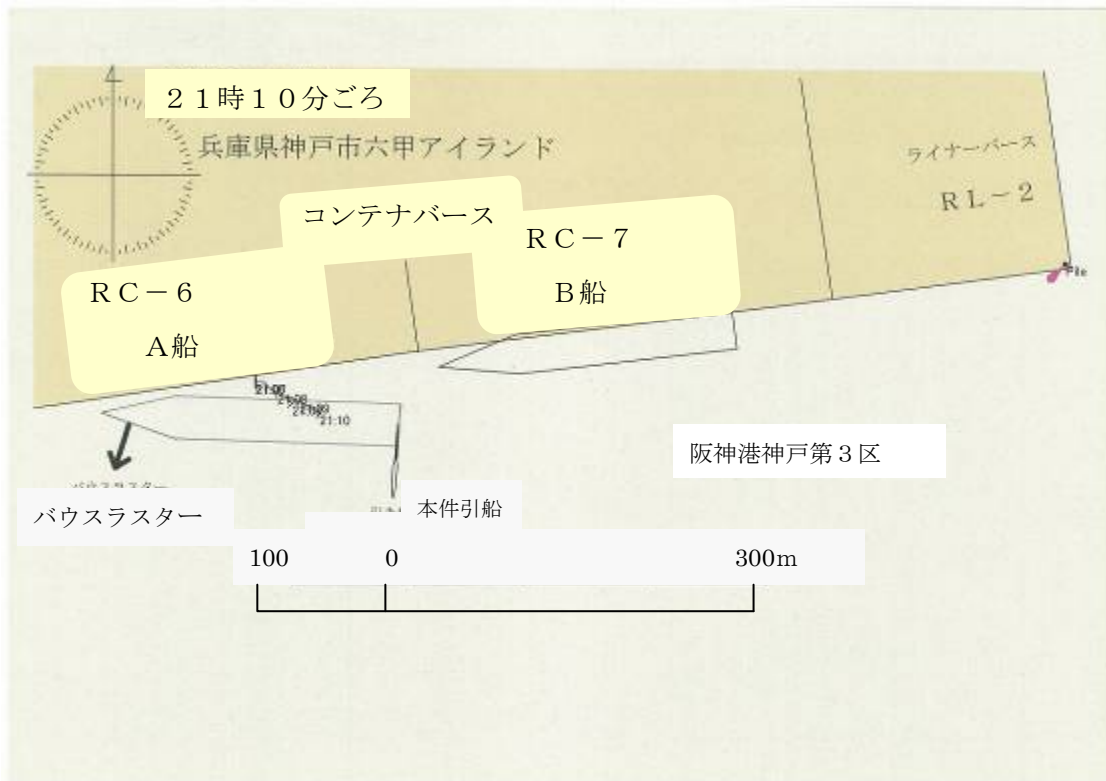 ２１時１０分ごろ
兵庫県神戸市六甲アイランド
ライナーバース
ＲＬ－２
コンテナバース
ＲＣ－７
Ｂ船
ＲＣ－６
Ａ船
File
21:10
阪神港神戸第３区
バウスラスター
本件引船
100
0
300m